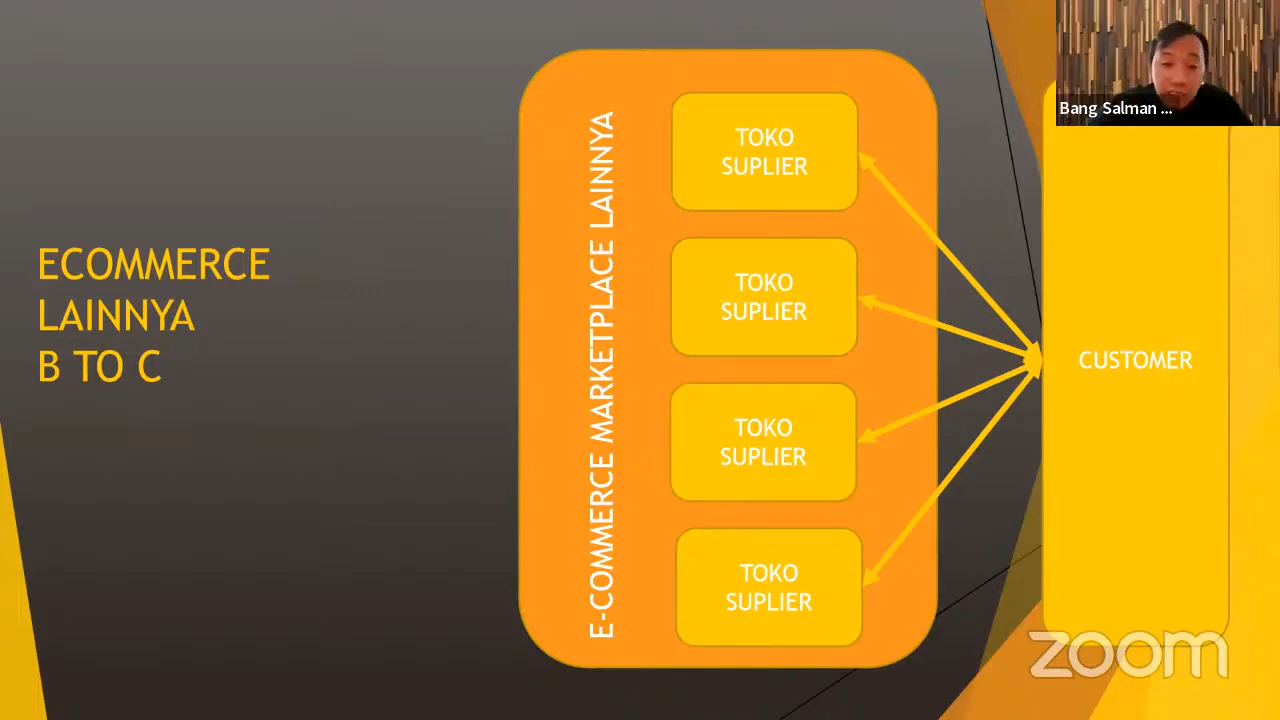 ECOMMERCE
LAINNYA
B TO C
E-COMMERCE MARKETPLACE LAINNYA
TOKO
SUPLIER
TOKO
SUPLIER
TOKO
SUPLIER
TOKO
SUPLIER
CUSTOMER
Bang Salman ...
zoom